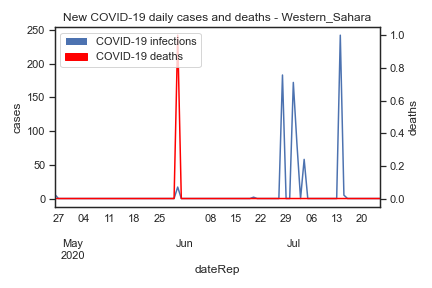 New COVID-19 daily cases and deaths - Western_Sahara
COVID-19 infections
COVID-19 deaths
250
200
150
100
50
0
cases
1.0
0.8
0.6
0.4
0.2
0.0
deaths
27 04 11 18 25 08 15 22 29 06 13 20
May Jun Jul
2020
dateRep